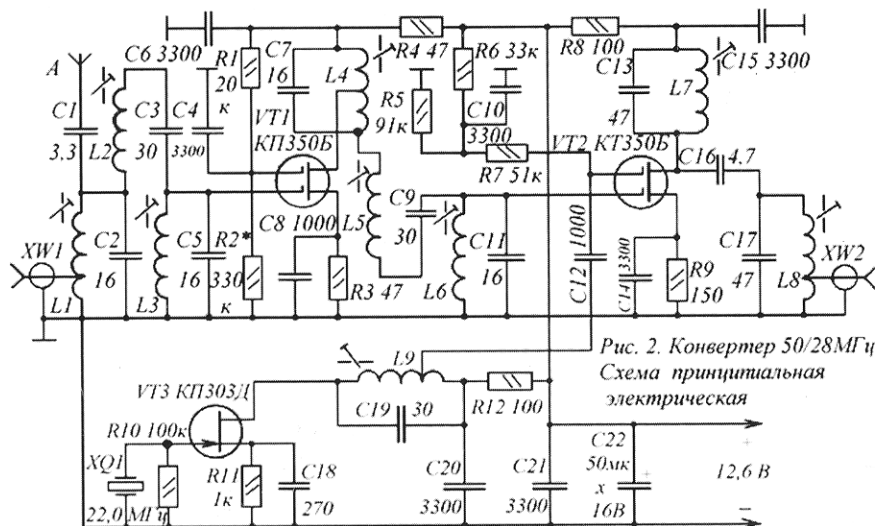 C6 3300
R1
20
к
C7
16
L4
R4 47
R6 33к
R8 100
C15 3300
A
C1
3,3
L2
C3
30
C4
3300
VT1
КП350Б
R5
91к
C10
3300
R7 51к
VT2 КТ350Б
C13
47
L7
C16 4.7
XW1
L1
C2
16
L3
C5
16
R2*
330
к
C8 1000
R3 47
L5
C9
30
L6
C11
16
C12 1000
C14 3300
R9
150
C17
47
L8
XW2
Рис. 2. Конвертер 50/28МГц
Схема принцитиальная
электрическая
VT3 КП303Д
L9
C19 30
R12 100
R10 100к
XQ1
22,0 МГц
R11
1к
C18
270
C20
3300
C21
3300
C22
50мк
х
16В
+
12,6 В
−